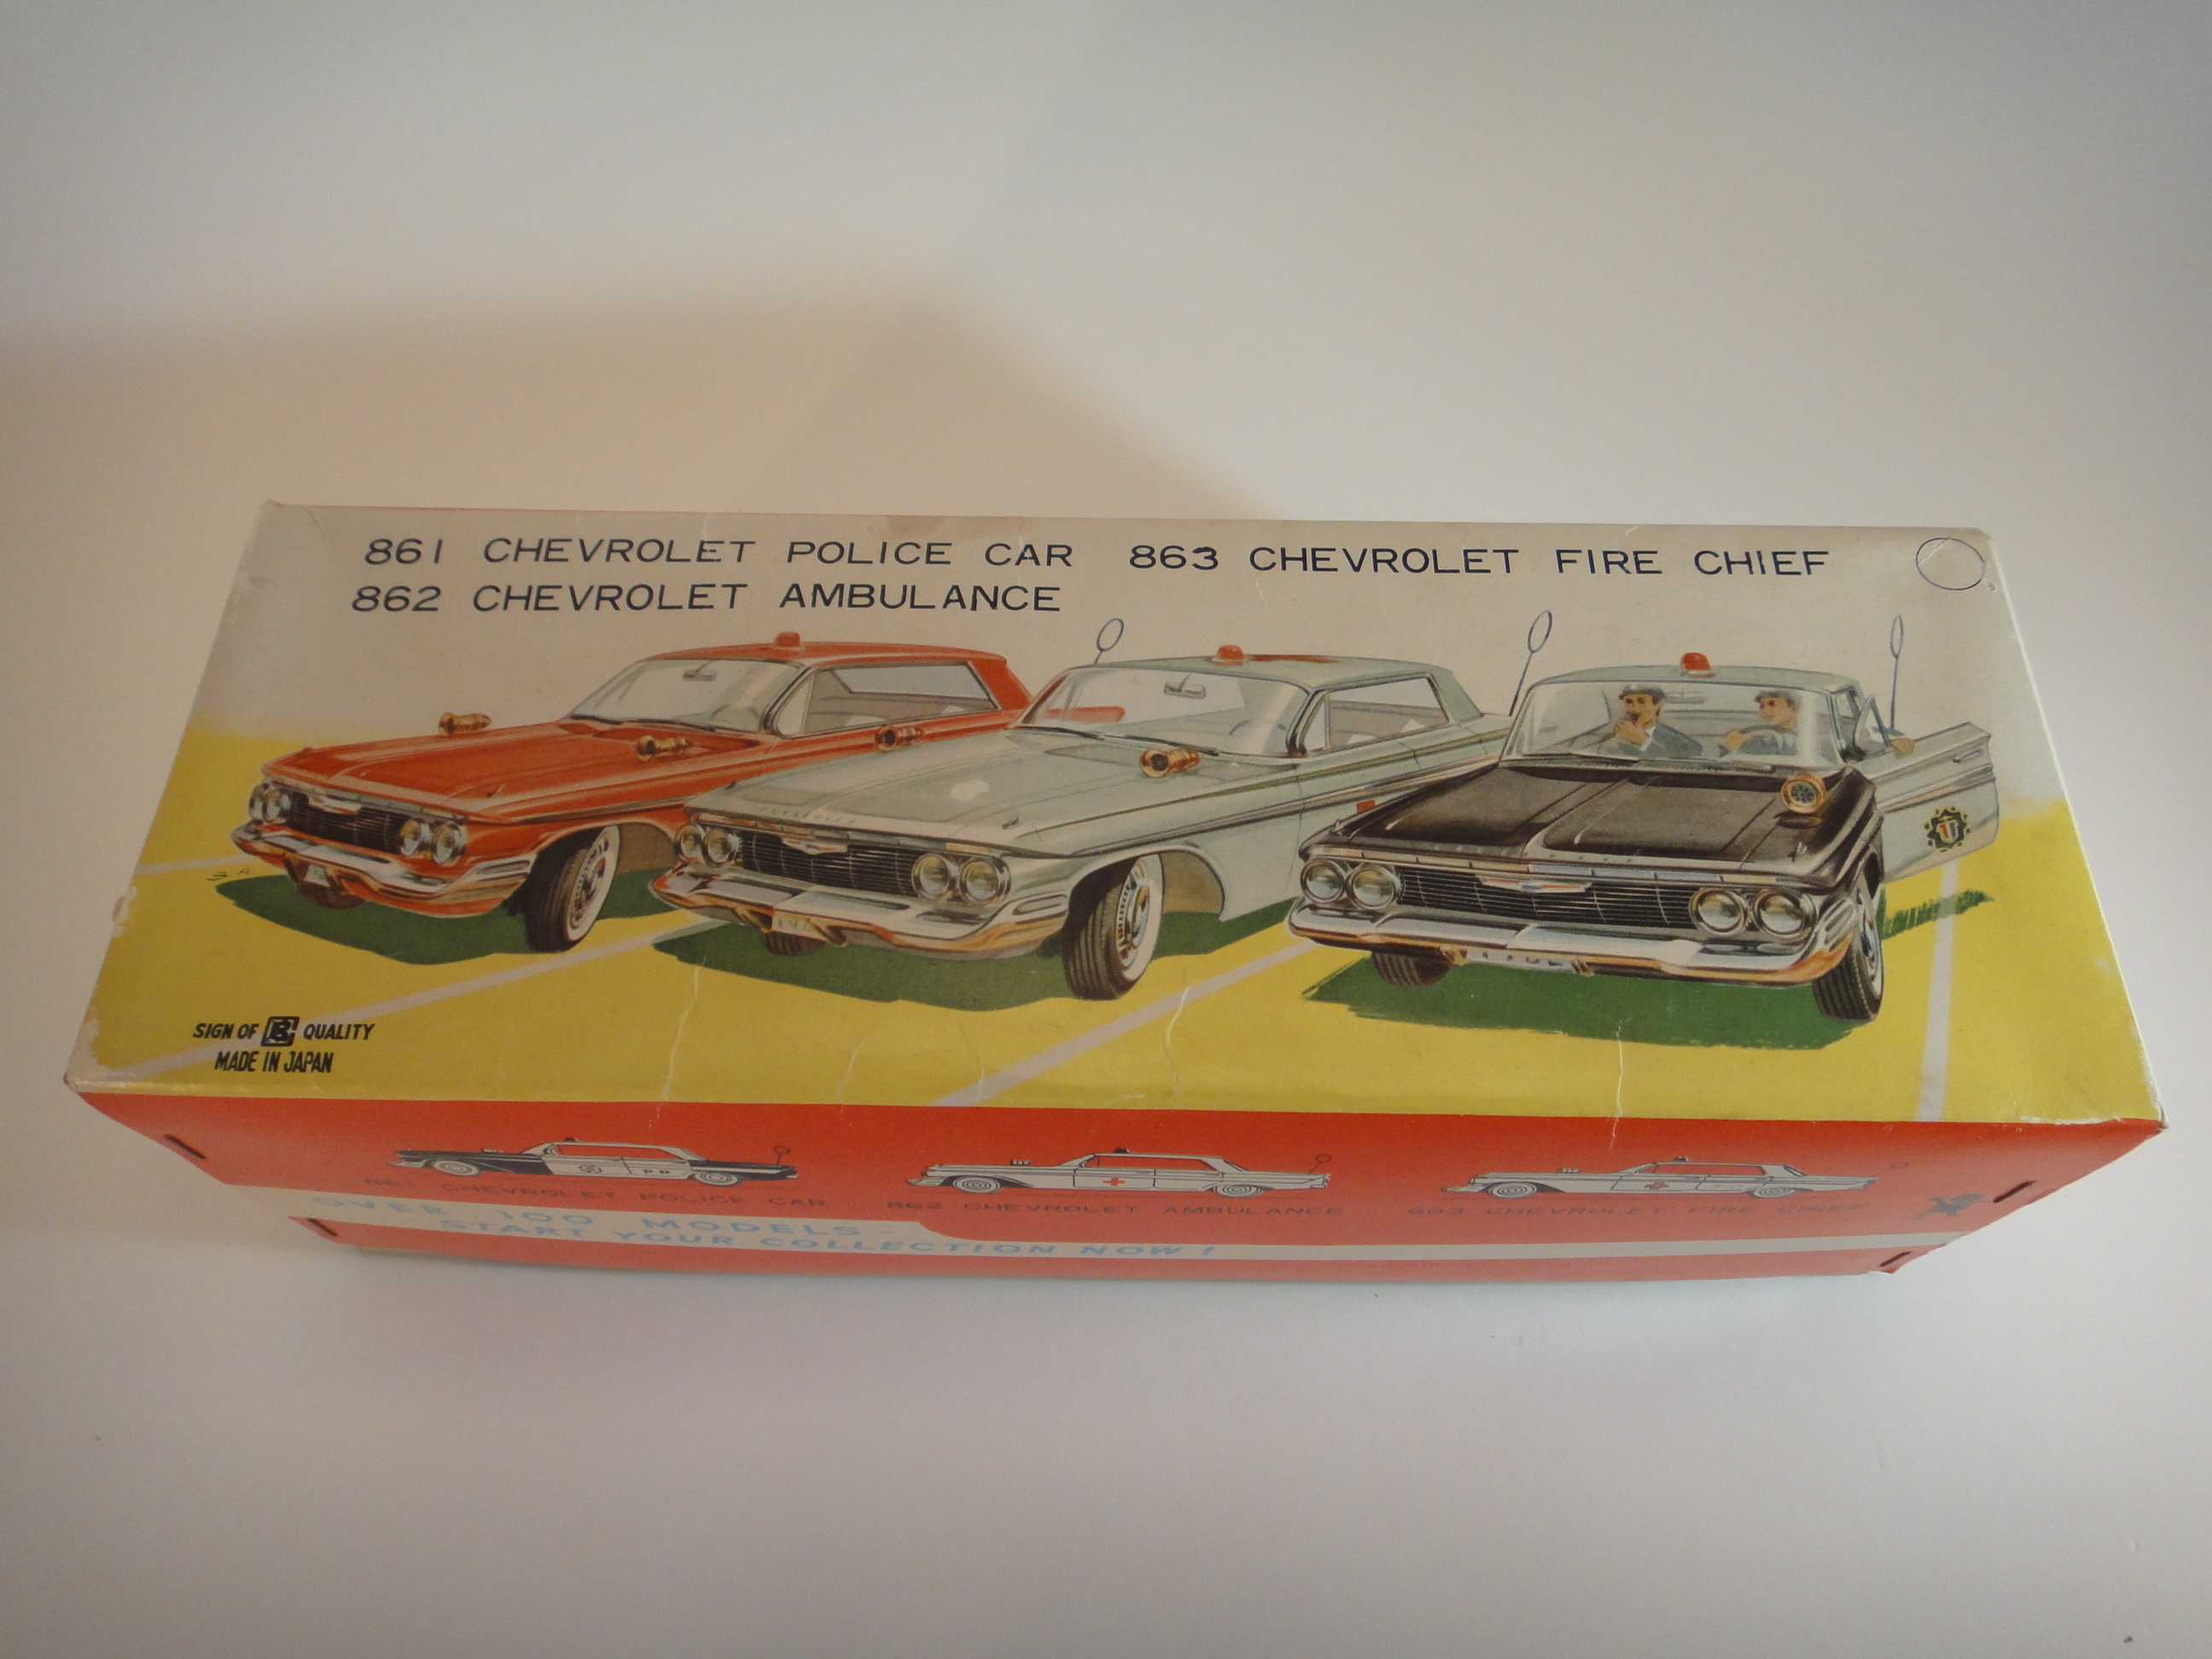 861 CHEVROLET POLICE CAR 863 CHEVROLET FIRE CHIEF
862 CHEVROLET AMBULANCE
SIGN OF B QUALITY
MADE IN JAPAN
P.D.
861 CHEVROLET POLICE CAR 862 CHEVROLET AMBULANCE 863 CHEVROLET FIRE CHIEF
OVER 100 MODELS-
START YOUR COLLECTION NOW!